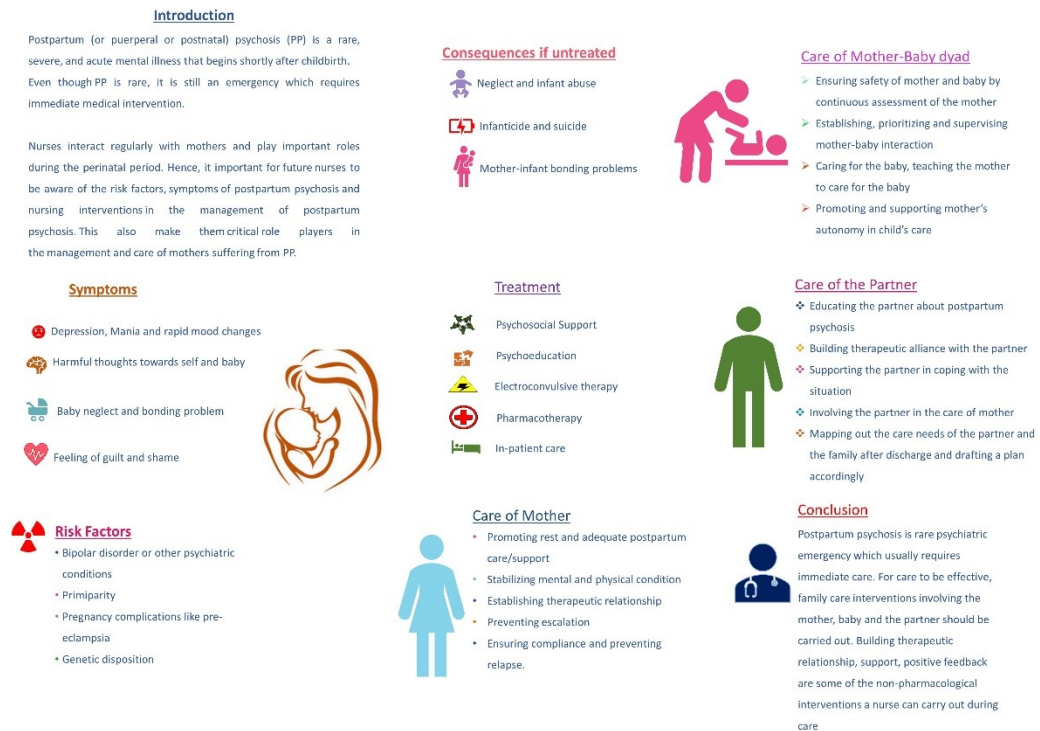 Introduction
Postpartum (or puerperal or postnatal) psychosis (PP) is a rare,
severe, and acute mental illness that begins shortly after childbirth.
Even though PP is rare, it is still an emergency which requires
immediate medical intervention.
Nurses interact regularly with mothers and play important roles
during the perinatal period. Hence, it important for future nurses to
be aware of the risk factors, symptoms of postpartum psychosis and
nursing interventions in the management of postpartum
psychosis. This also make them critical role players in
the management and care of mothers suffering from PP.
Consequences if untreated
Neglect and infant abuse
Infanticide and suicide
Mother-infant bonding problems
Care of Mother-Baby dyad
Ensuring safety of mother and baby by
continuous assessment of the mother
Establishing, prioritizing and supervising
mother-baby interaction
Caring for the baby, teaching the mother
to care for the baby
Promoting and supporting mother's
autonomy in child's care
Symptoms
Depression, Mania and rapid mood changes
Harmful thoughts towards self and baby
Baby neglect and bonding problem
Feeling of guilt and shame
Treatment
Psychosocial Support
Psychoeducation
Electroconvulsive therapy
Pharmacotherapy
In-patient care
Care of the Partner
Educating the partner about postpartum
psychosis
Building therapeutic alliance with the partner
Supporting the partner in coping with the
situation
Involving the partner in the care of mother
Mapping out the care needs of the partner and
the family after discharge and drafting a plan
accordingly
Risk Factors
• Bipolar disorder or other psychiatric
conditions
• Primiparity
• Pregnancy complications like pre-
eclampsia
• Genetic disposition
Care of Mother
• Promoting rest and adequate postpartum
care/support
• Stabilizing mental and physical condition
• Establishing therapeutic relationship
• Preventing escalation
• Ensuring compliance and preventing
relapse.
Conclusion
Postpartum psychosis is rare psychiatric
emergency which usually requires
immediate care. For care to be effective,
family care interventions involving the
mother, baby and the partner should be
carried out. Building therapeutic
relationship, support, positive feedback
are some of the non-pharmacological
interventions a nurse can carry out during
care